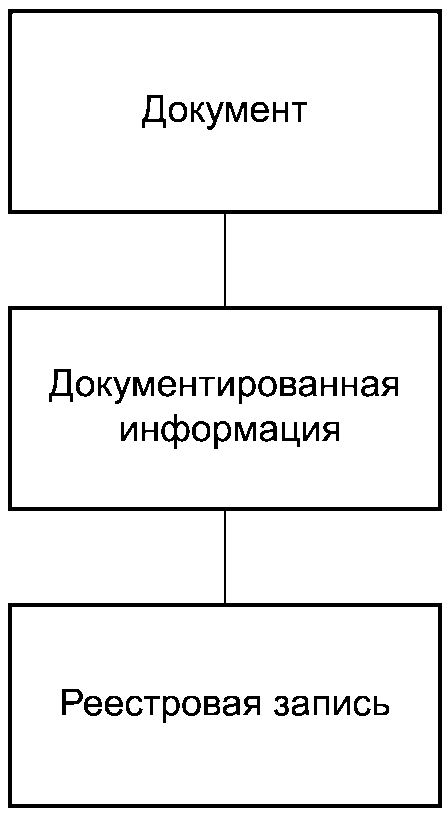 Документ
Документированная
информация
Реестровая запись